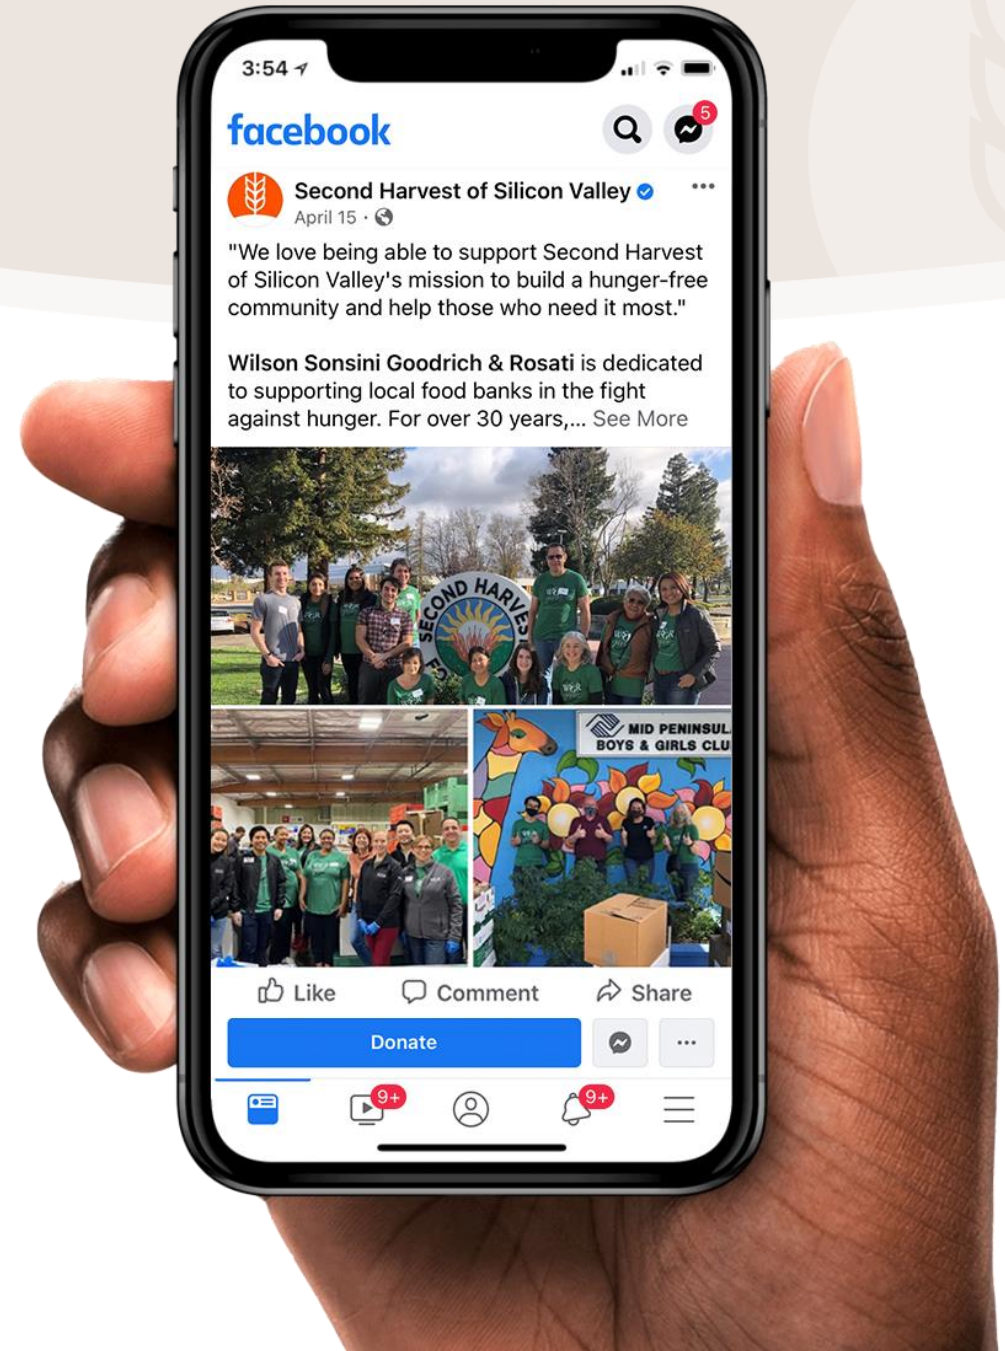 3:54
facebook
5
Second Harvest of Silicon Valley
April 15 ·
"We love being able to support Second Harvest
of Silicon Valley's mission to build a hunger-free
community and help those who need it most."
Wilson Sonsini Goodrich & Rosati is dedicated
to supporting local food banks in the fight
against hunger. For over 30 years,... See More
SECOND HARVES
FO
MID PENINSUL
BOYS & GIRLS CLU
Like
Comment
Share
Donate
9+
9+